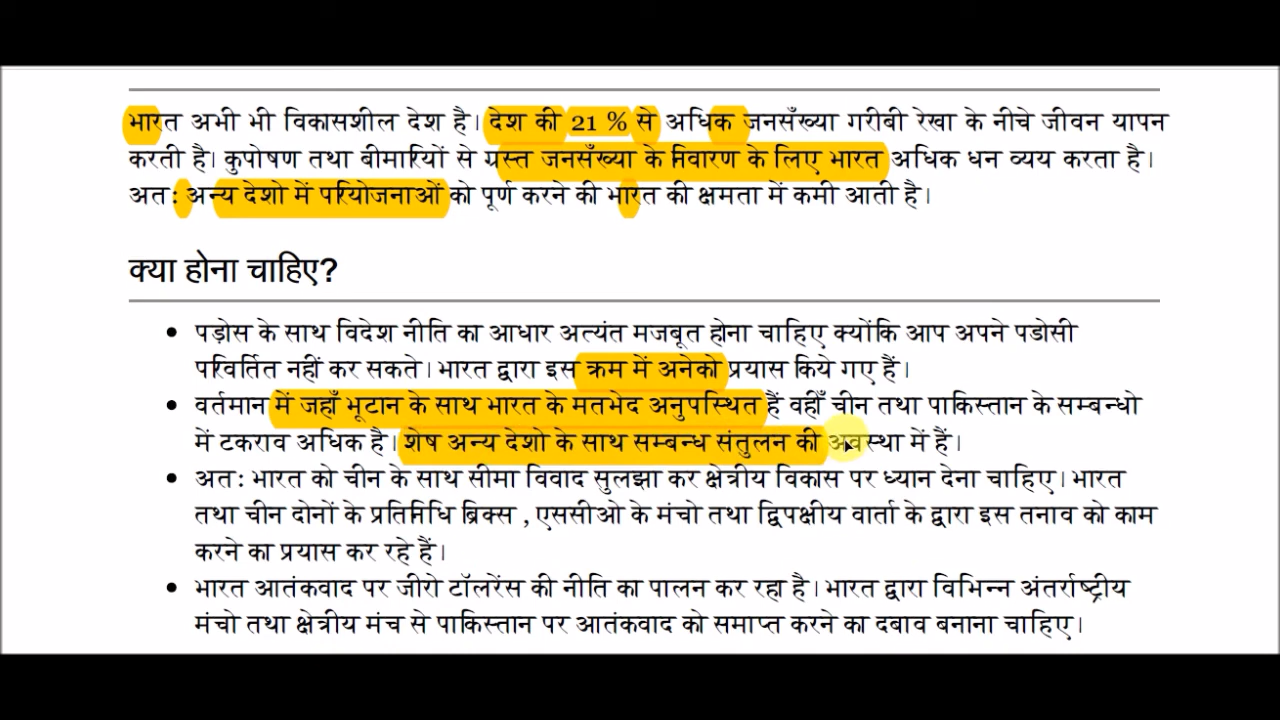 भारत अभी भी विकासशील देश है। देश की 21 % से अधिक जनसँख्या गरीबी रेखा के नीचे जीवन यापन
करती है। कुपोषण तथा बीमारियों से ग्रस्त जनसँख्या के निवारण के लिए भारत अधिक धन व्यय करता है।
अत: अन्य देशो में परियोजनाओं को पूर्ण करने की भारत की क्षमता में कमी आती है।
क्या होना चाहिए?
• पड़ोस के साथ विदेश नीति का आधार अत्यंत मजबूत होना चाहिए क्योंकि आप अपने पडोसी
परिवर्तित नहीं कर सकते। भारत द्वारा इस क्रम में अनेको प्रयास किये गए हैं।
• वर्तमान में जहाँ भूटान के साथ भारत के मतभेद अनुपस्थित हैं वहीँ चीन तथा पाकिस्तान के सम्बन्धो
में टकराव अधिक है। शेष अन्य देशो के साथ सम्बन्ध संतुलन की अवस्था में हैं।
• अत: भारत को चीन के साथ सीमा विवाद सुलझा कर क्षेत्रीय विकास पर ध्यान देना चाहिए। भारत
तथा चीन दोनों के प्रतिनिधि ब्रिक्स , एससीओ के मंचो तथा द्विपक्षीय वार्ता के द्वारा इस तनाव को काम
करने का प्रयास कर रहे हैं।
• भारत आतंकवाद पर जीरो टॉलरेंस की नीति का पालन कर रहा है। भारत द्वारा विभिन्न अंतर्राष्ट्रीय
मंचो तथा क्षेत्रीय मंच से पाकिस्तान पर आतंकवाद को समाप्त करने का दबाव बनाना चाहिए।